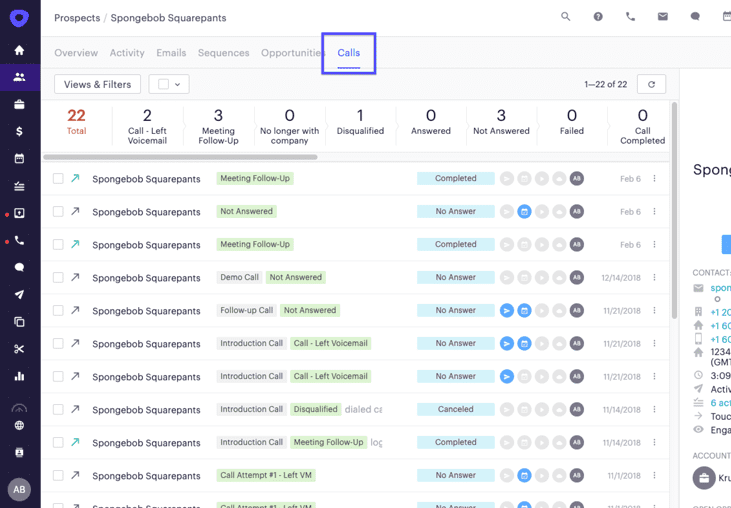 Prospects / Spongebob Squarepants
Overview Activity Emails Sequences Opportunities Calls
Views & Filters 1—22 of 22
22 2 3 0 1 0 3 0 0
Total Call - Left Voicemail Meeting Follow-Up No longer with company Disqualified Answered Not Answered Failed Call Completed
Spongebob Squarepants Meeting Follow-Up Completed AB Feb 6
Spongebob Squarepants Not Answered No Answer AB Feb 6
Spongebob Squarepants Meeting Follow-Up Completed AB Feb 6
Spongebob Squarepants Demo Call Not Answered No Answer AB 12/14/2018
Spongebob Squarepants Follow-up Call Not Answered No Answer AB 11/21/2018
Spongebob Squarepants Introduction Call Call - Left Voicemail No Answer AB 11/21/2018
Spongebob Squarepants Introduction Call Call - Left Voicemail No Answer AB 11/21/2018
Spongebob Squarepants Introduction Call Disqualified dialed ca Canceled AB 11/14/2018
Spongebob Squarepants Introduction Call Meeting Follow-Up log Completed AB 11/14/2018
Spongebob Squarepants Call Attempt #1 - Left VM No Answer AB 11/1/2018
Call Attempt #1 - Left VM
AB
Spong
CONTACT
spon
+1 20
+1 60
+1 60
1234
(GMT
3:09
Activ
6 act
Touc
Enga
ACCOUNT
Kru